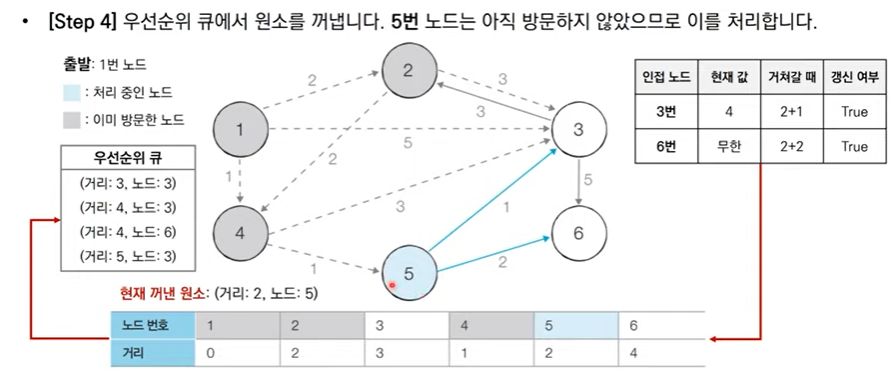 • [Step 4] 우선순위 큐에서 원소를 꺼냅니다. 5번 노드는 아직 방문하지 않았으므로 이를 처리합니다.
출발: 1번 노드
: 처리 중인 노드
: 이미 방문한 노드
우선순위 큐
(거리: 3, 노드: 3)
(거리: 4, 노드: 3)
(거리: 4, 노드: 6)
(거리: 5, 노드: 3)
2
2
3
3
1
5
3
2
1
4
3
5
1
6
1
5
2
인접 노드 현재 값 거쳐갈 때 갱신 여부
3번 4 2+1 True
6번 무한 2+2 True
현재 꺼낸 원소: (거리: 2, 노드: 5)
노드 번호 1 2 3 4 5 6
거리 0 2 3 1 2 4